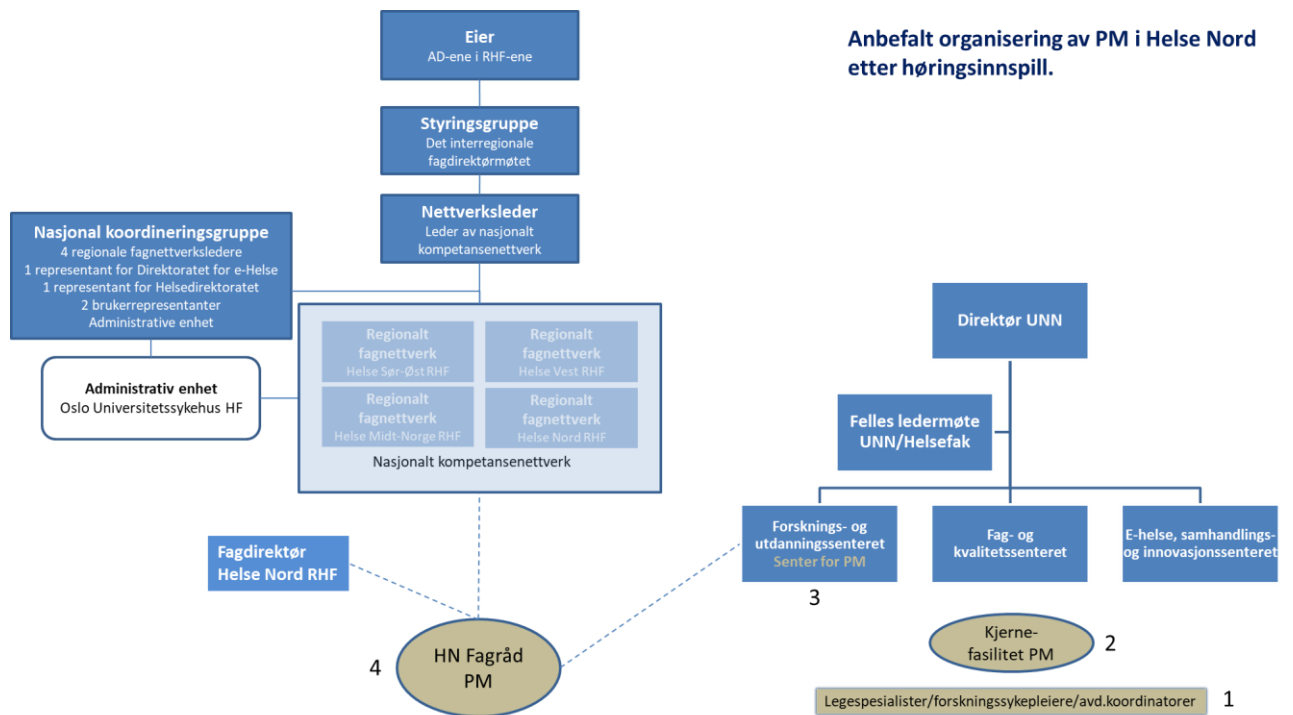 Anbefalt organisering av PM i Helse Nord
etter høringsinnspill.
Eier
AD-ene i RHF-ene
Styringsgruppe
Det interregionale
fagdirektørmøtet
Nettverksleder
Leder av nasjonalt
kompetansenettverk
Nasjonal koordineringsgruppe
4 regionale fagnettverksledere
1 representant for Direktoratet for e-Helse
1 representant for Helsedirektoratet
2 brukerrepresentanter
Administrative enhet
Administrativ enhet
Oslo Universitetssykehus HF
Regionalt
fagnettverk
Helse Sør-Øst RHF
Regionalt
fagnettverk
Helse Vest RHF
Regionalt
fagnettverk
Helse Midt-Norge RHF
Regionalt
fagnettverk
Helse Nord RHF
Nasjonalt kompetansenettverk
Fagdirektør
Helse Nord RHF
4
HN Fagråd
PM
Direktør UNN
Felles ledermøte
UNN/Helsefak
Forsknings- og
utdanningssenteret
Senter for PM
3
Fag- og
kvalitetssenteret
E-helse, samhandlings-
og innovasjonssenteret
Kjerne-
fasilitet PM
2
Legespesialister/forskningssykepleiere/avd.koordinatorer
1